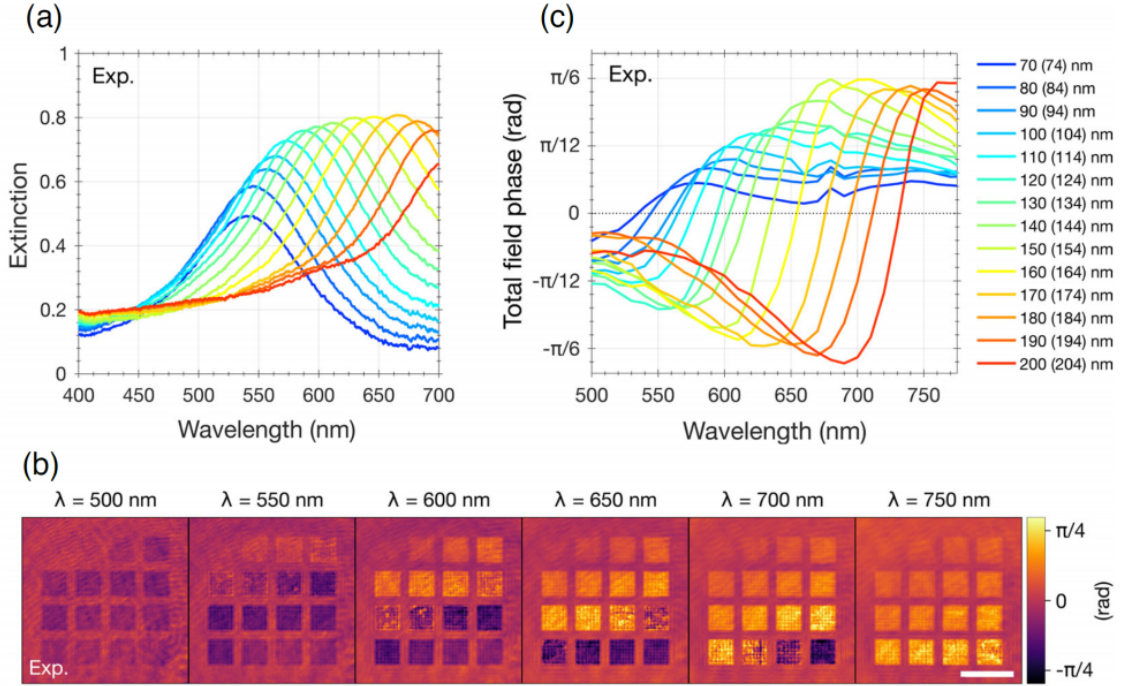 (a)
Exp.
Extinction
1
0.8
0.6
0.4
0.2
0
400
450
500
550
600
650
700
Wavelength (nm)
(c)
Exp.
Total field phase (rad)
π/6
π/12
0
-π/12
-π/6
500
550
600
650
700
750
Wavelength (nm)
70 (74) nm
80 (84) nm
90 (94) nm
100 (104) nm
110 (114) nm
120 (124) nm
130 (134) nm
140 (144) nm
150 (154) nm
160 (164) nm
170 (174) nm
180 (184) nm
190 (194) nm
200 (204) nm
(b)
λ = 500 nm
λ = 550 nm
λ = 600 nm
λ = 650 nm
λ = 700 nm
λ = 750 nm
Exp.
π/4
0
-π/4
(rad)